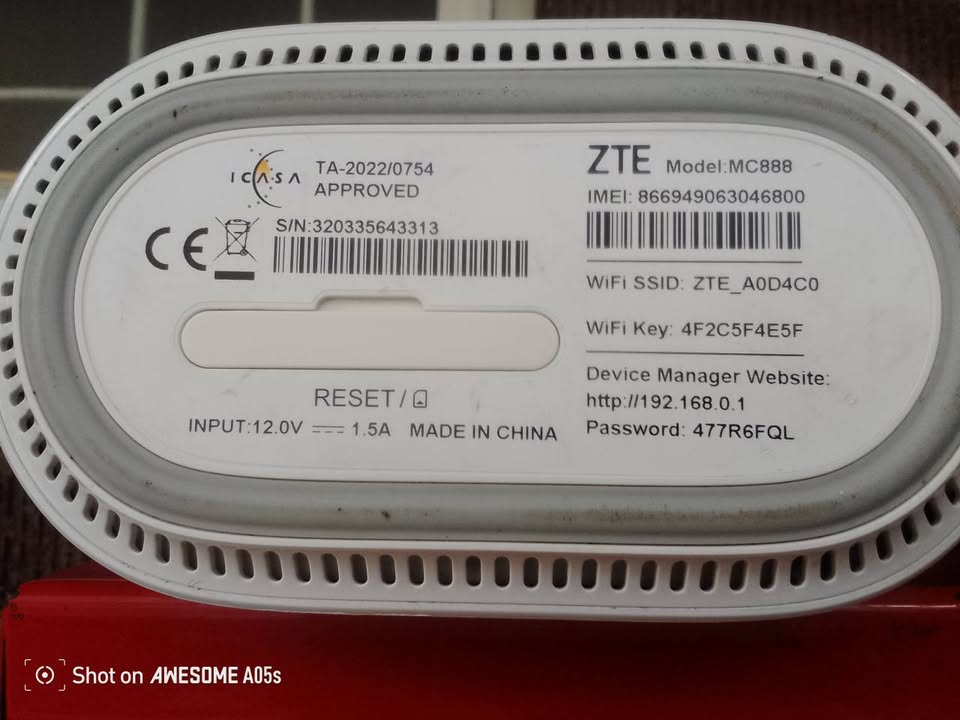 ICASA
TA-2022/0754
APPROVED
CE
S/N:320335643313
RESET/
INPUT:12.0V 1.5A MADE IN CHINA
ZTE Model:MC888
IMEI: 866949063046800
WiFi SSID: ZTE_A0D4C0
WiFi Key: 4F2C5F4E5F
Device Manager Website:
http://192.168.0.1
Password: 477R6FQL
Shot on AWESOME A05s